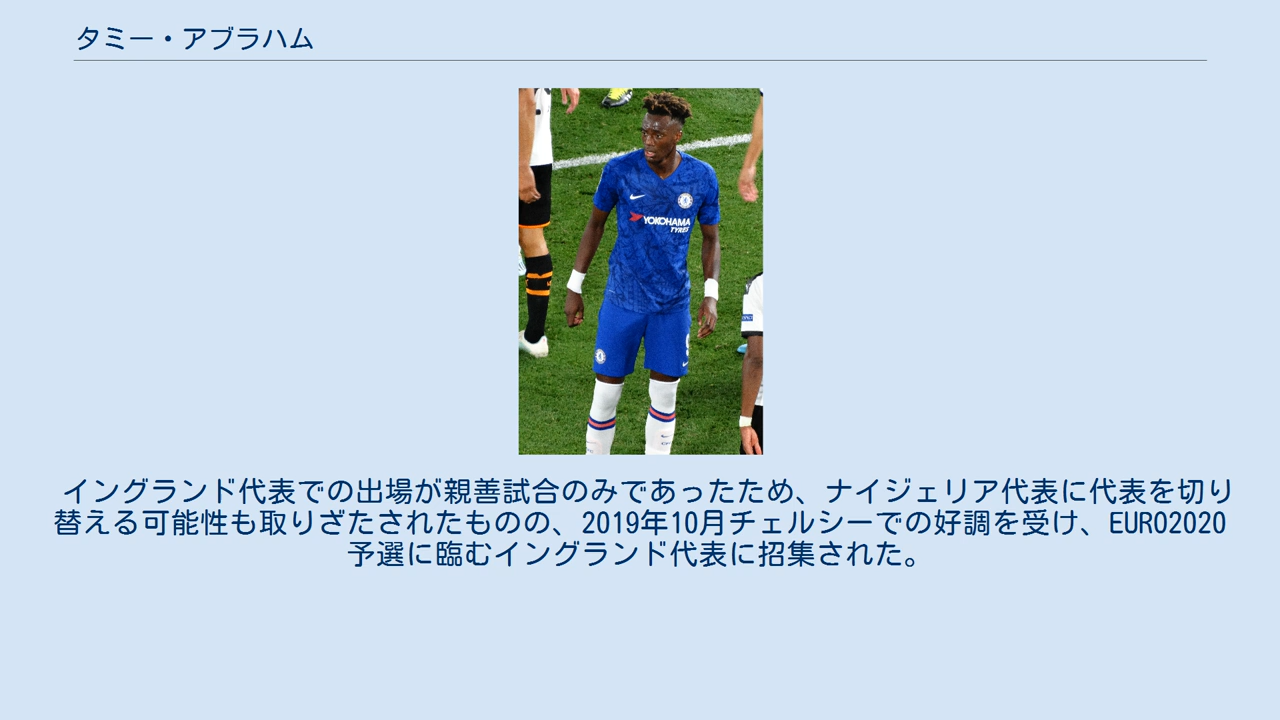 タミー・アブラハム
YOKOHAMA
TYRES
イングランド代表での出場が親善試合のみであったため、ナイジェリア代表に代表を切り
替える可能性も取りざたされたものの、2019年10月チェルシーでの好調を受け、EURO2020
予選に臨むイングランド代表に招集された。